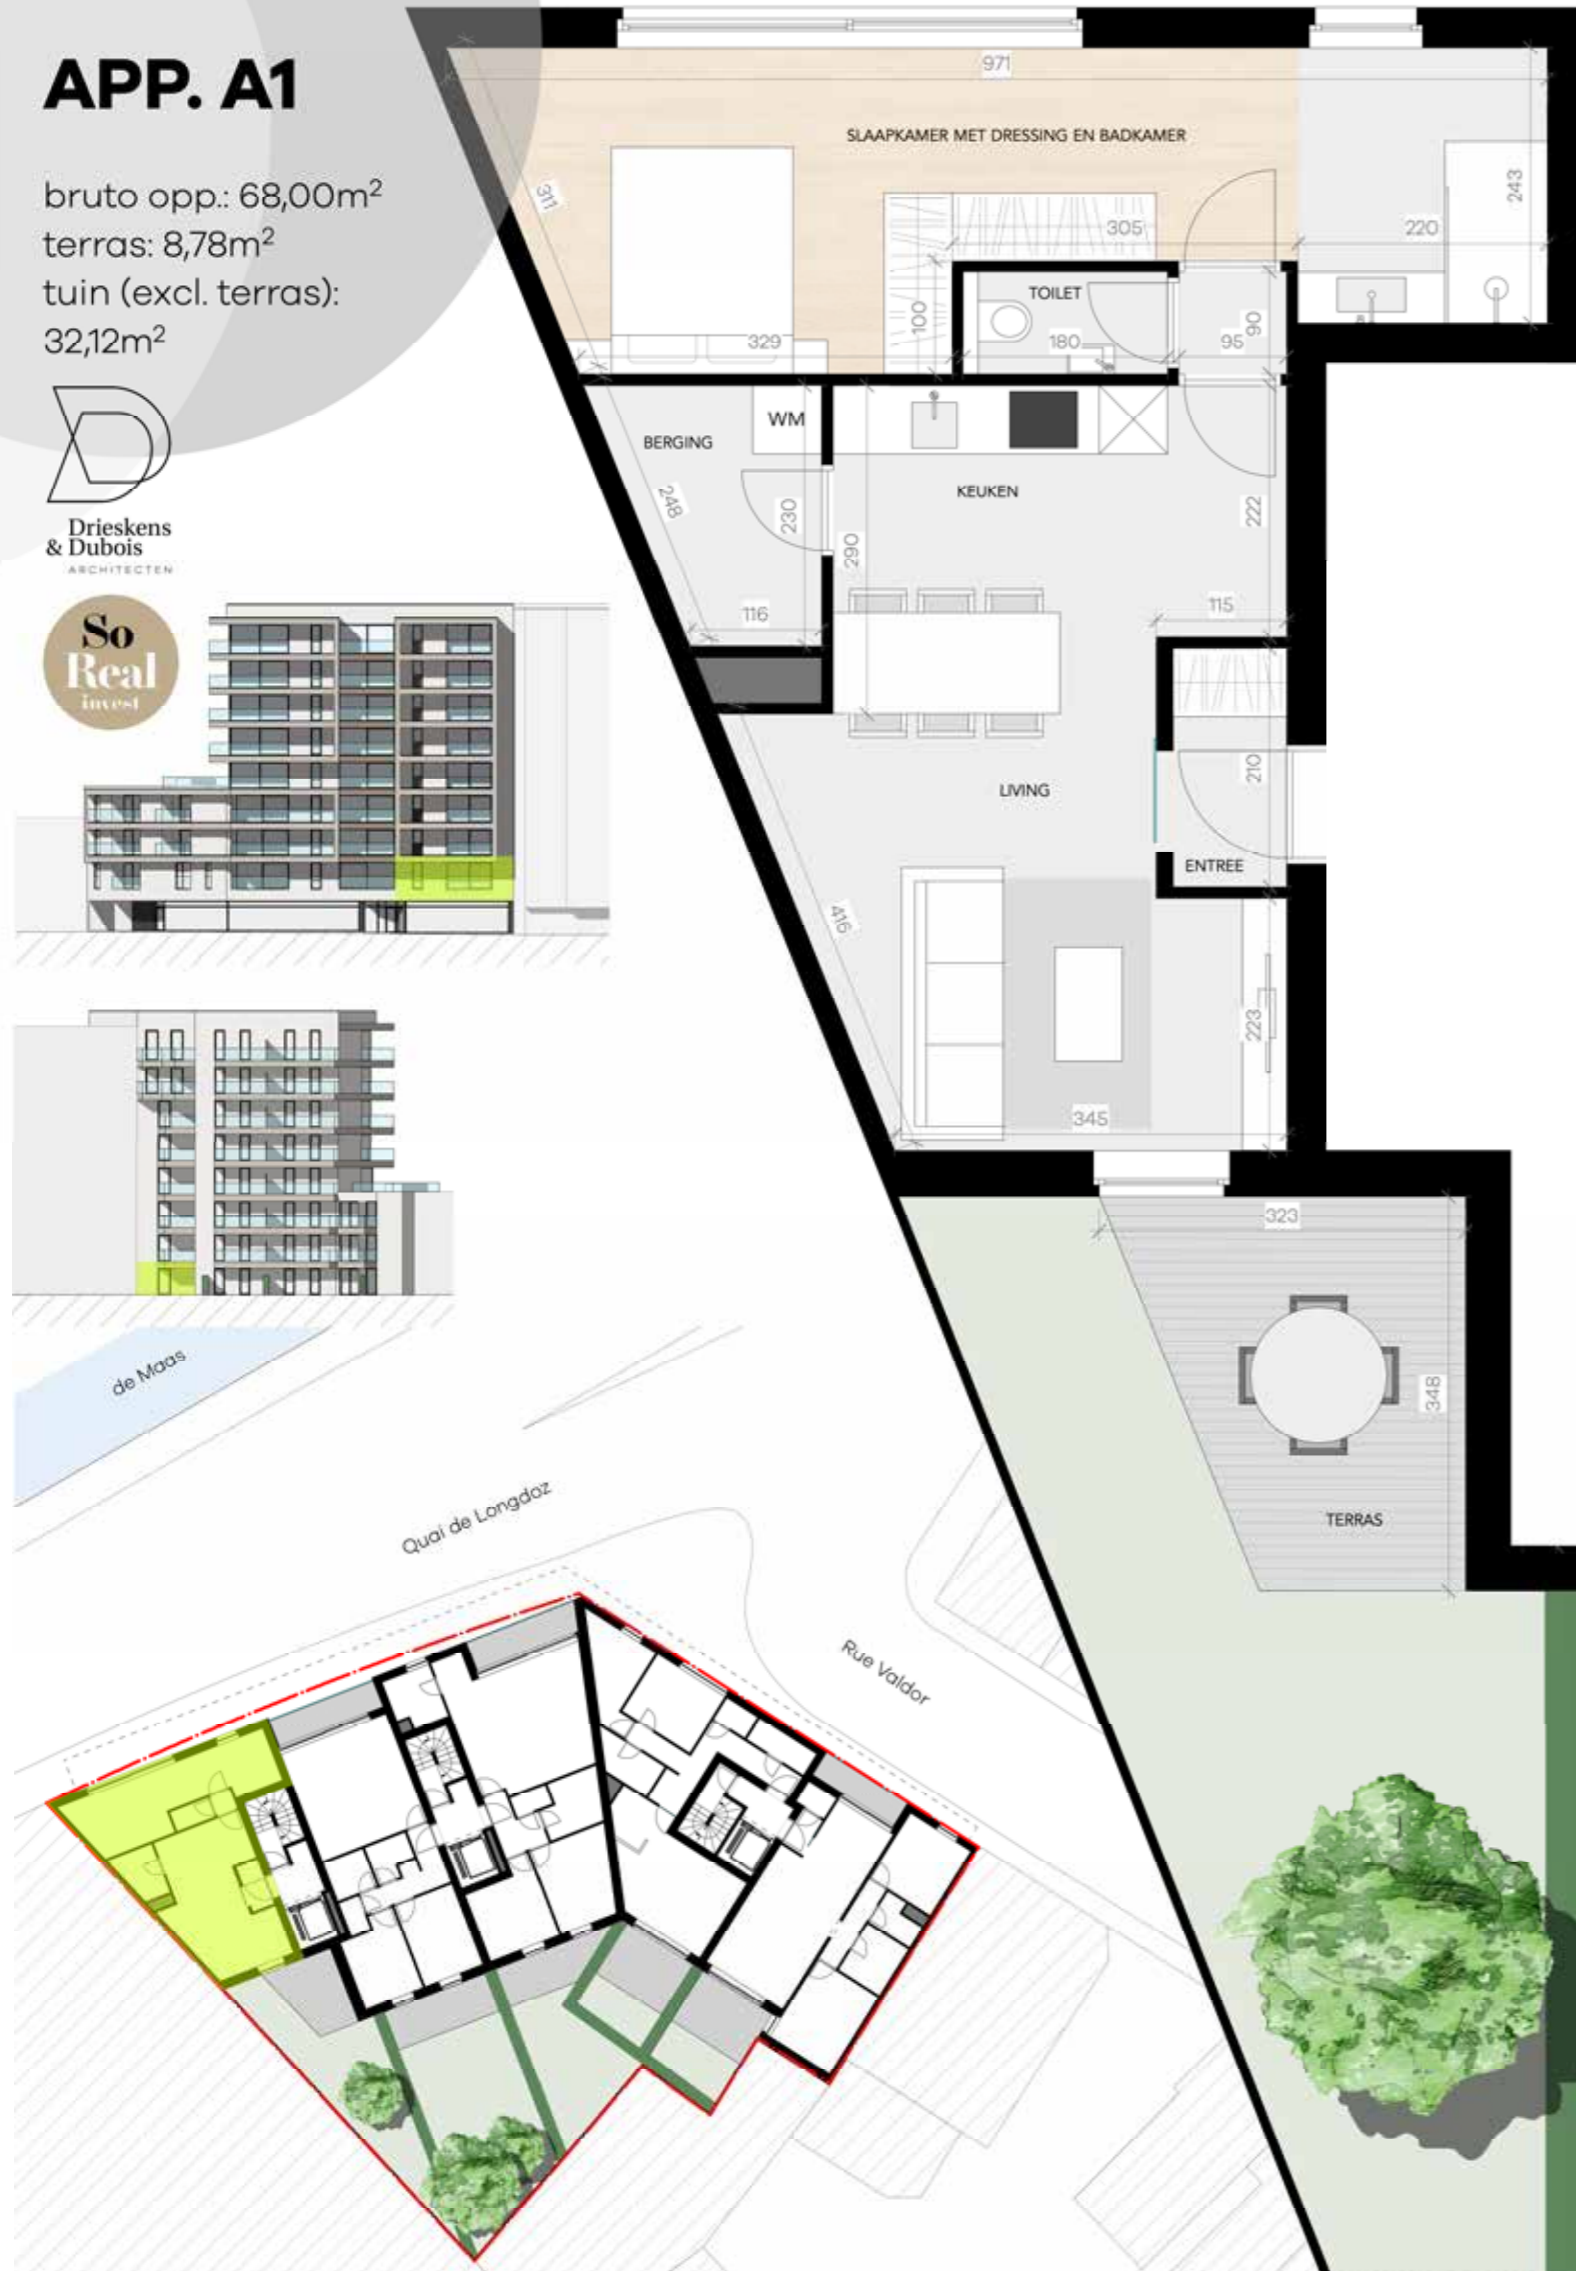 APP. A1
bruto opp.: 68,00m²
terras: 8,78m²
tuin (excl. terras):
32,12m²
Drieskens
& Dubois
ARCHITECTEN
So
Real
invest
971
SLAAPKAMER MET DRESSING EN BADKAMER
311
243
305
220
TOILET
100
90
329
180
95
WM
BERGING
KEUKEN
248
230
222
290
116
115
LIVING
210
ENTREE
416
223
345
323
348
TERRAS
de Maas
Quai de Longdoz
Rue Valdor